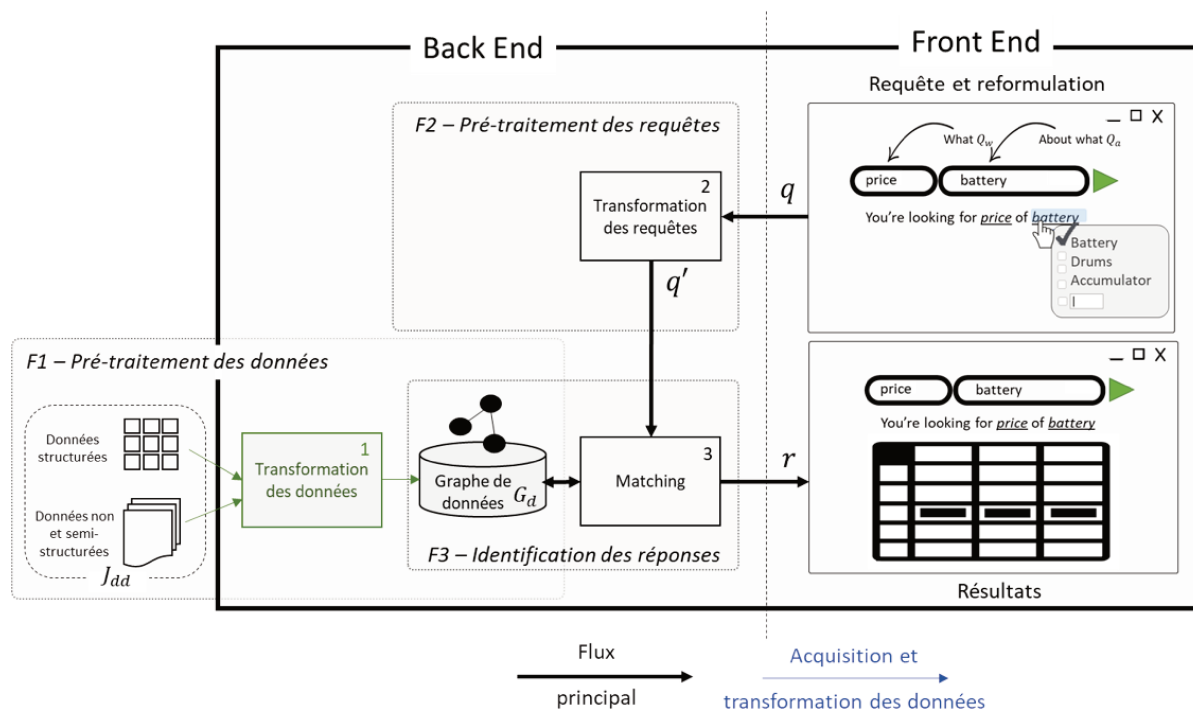 Back End
Front End
Requête et reformulation
F2 – Pré-traitement des requêtes
_ □ X
What Q_w
About what Q_a
price
battery
2
Transformation
des requêtes
q
You're looking for price of battery
Battery
Drums
Accumulator
q′
F1 – Pré-traitement des données
_ □ X
price
battery
You're looking for price of battery
Données
structurées
1
Transformation
des données
Graphe de
données G_d
3
Matching
r
Données non
et semi-
structurées
J_dd
F3 – Identification des réponses
Résultats
Flux
principal
Acquisition et
transformation des données